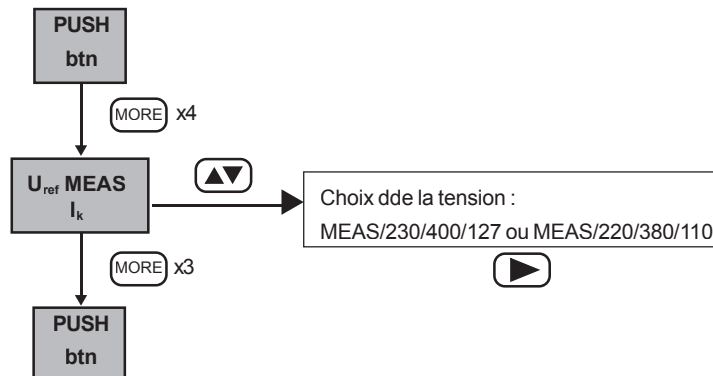 PUSH
btn
MORE x4
Uref MEAS
Ik
Choix dde la tension :
MEAS/230/400/127 ou MEAS/220/380/110
MORE x3
PUSH
btn